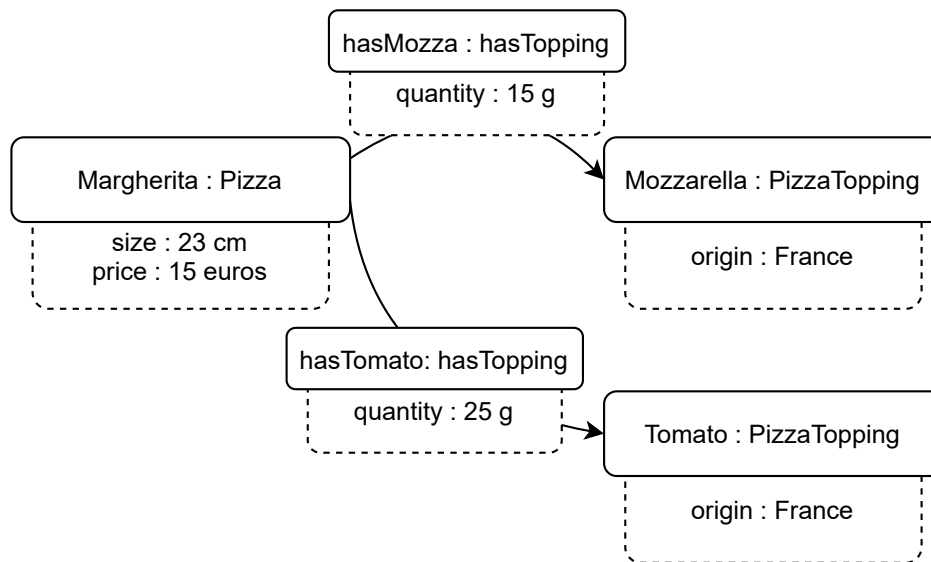 hasMozza : hasTopping
quantity : 15 g
Margherita : Pizza
size : 23 cm
price : 15 euros
Mozzarella : PizzaTopping
origin : France
hasTomato: hasTopping
quantity : 25 g
Tomato : PizzaTopping
origin : France